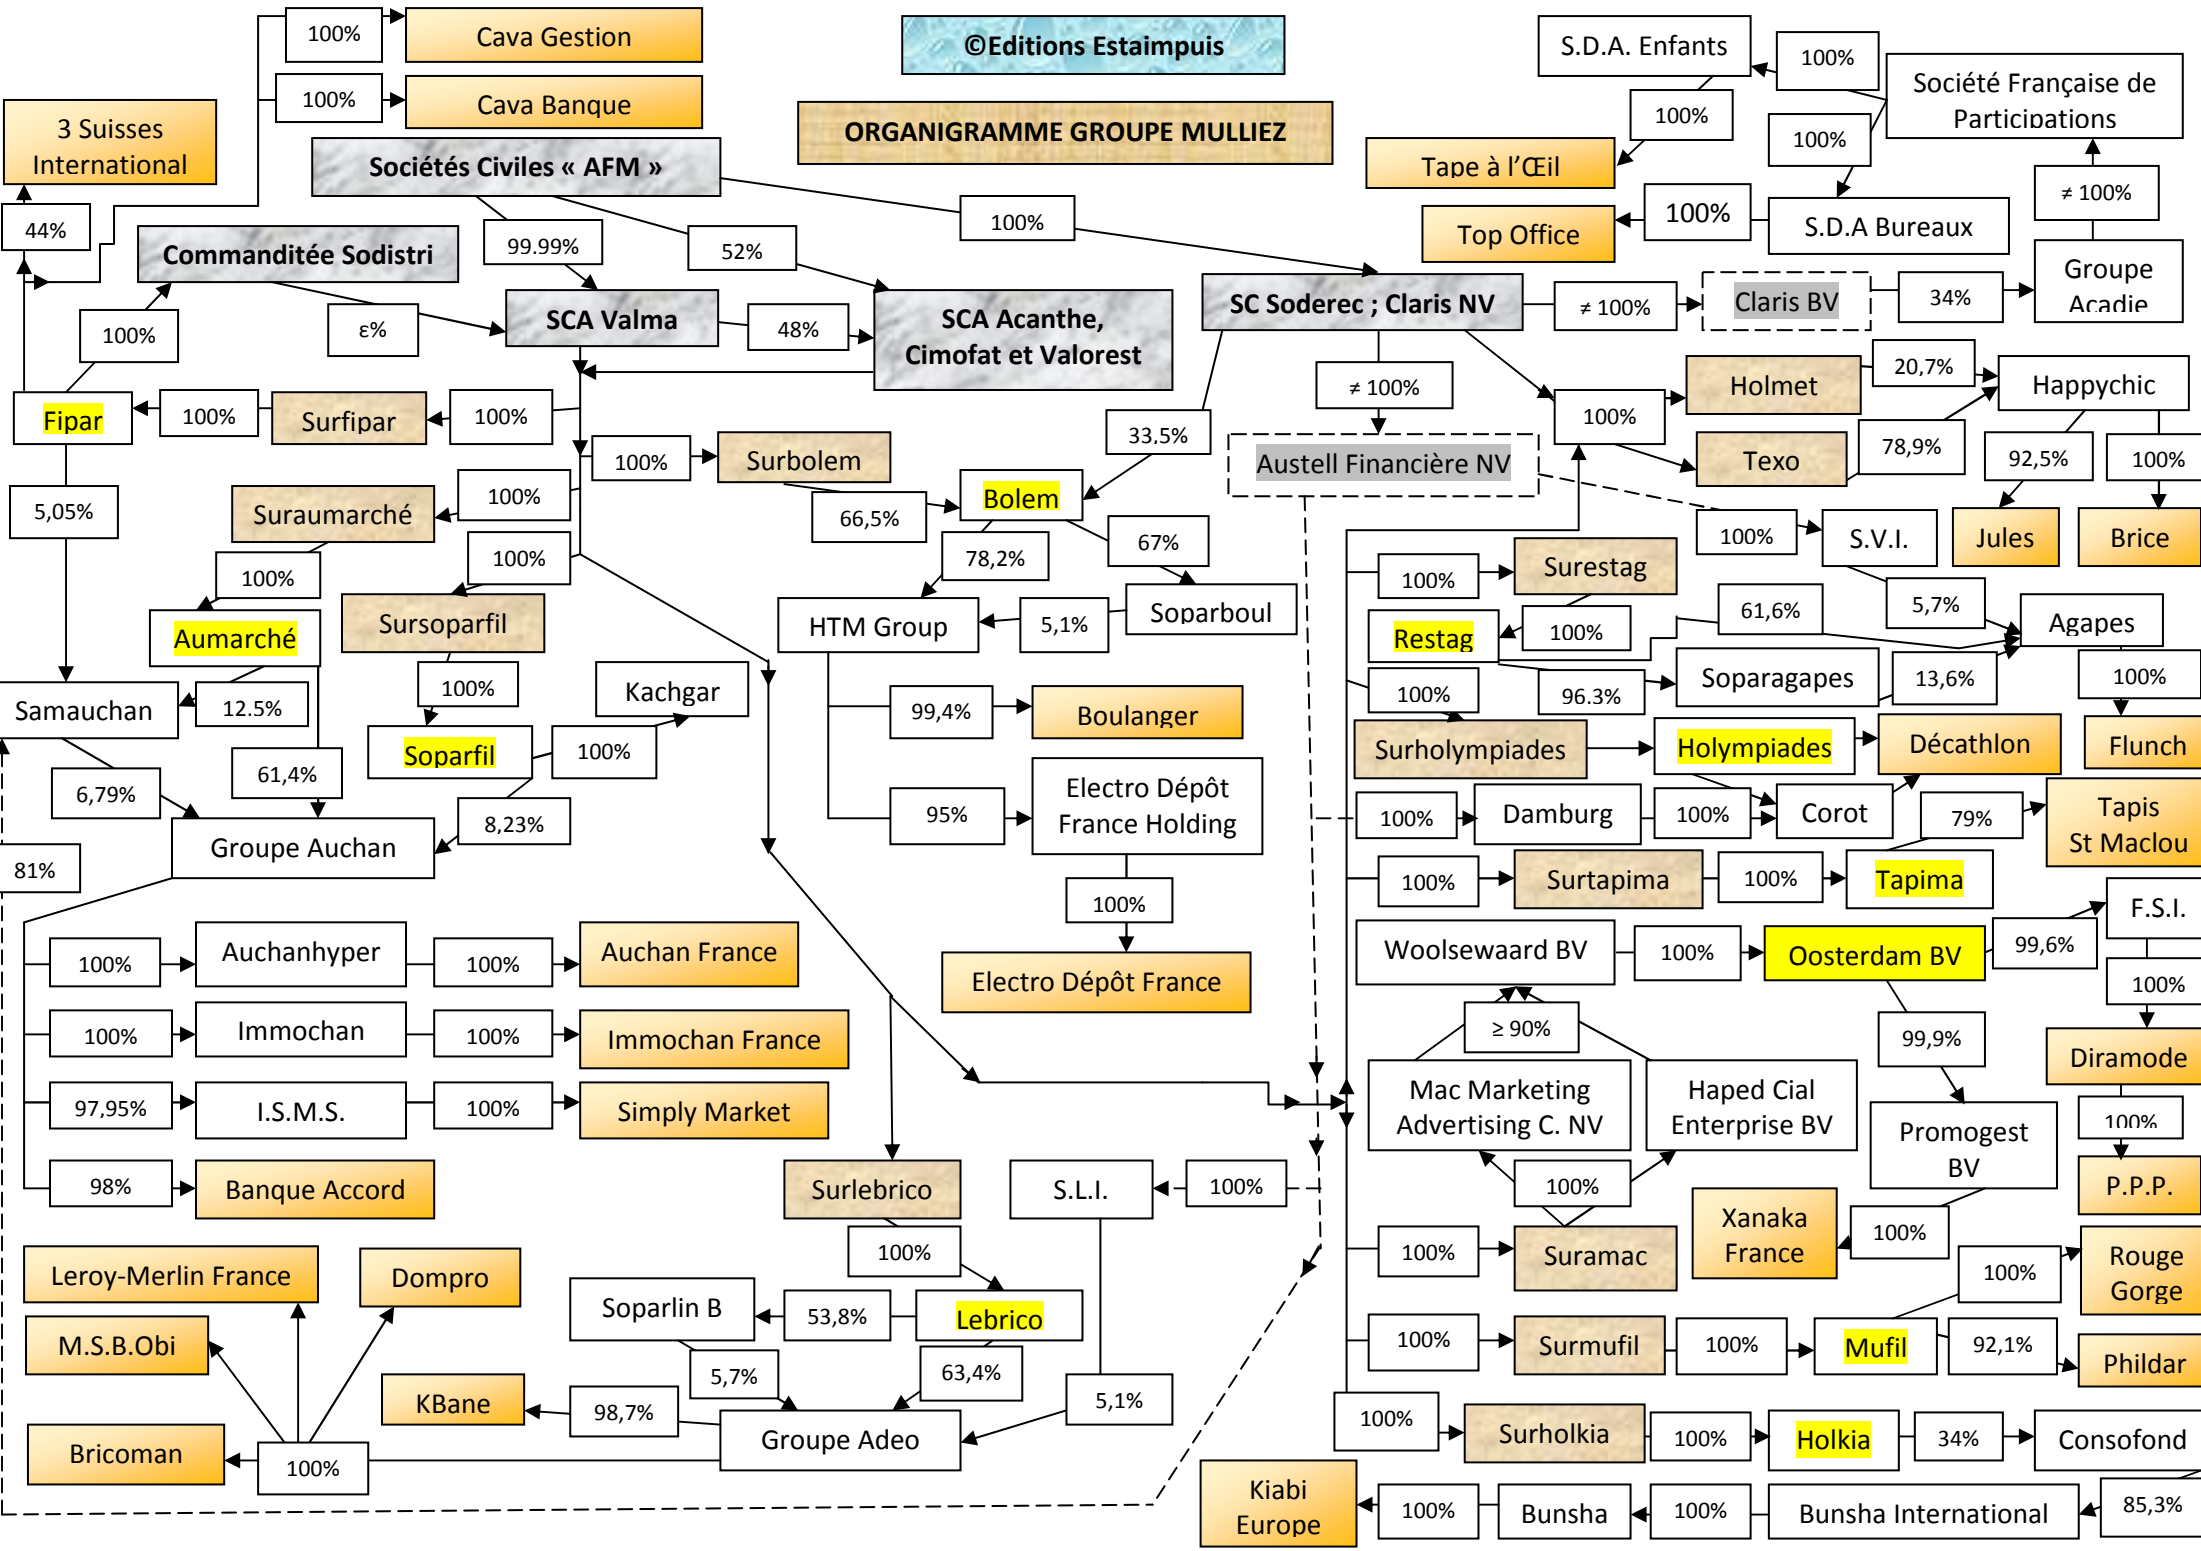 100%
Cava Gestion
©Editions Estaimpuis
S.D.A. Enfants
100%
Société Française de
Participations
100%
Cava Banque
3 Suisses
International
ORGANIGRAMME GROUPE MULLIEZ
100%
100%
Sociétés Civiles « AFM »
Tape à l'Œil
≠ 100%
44%
100%
Top Office
100%
S.D.A Bureaux
Commanditée Sodistri
99.99%
52%
Groupe
Acadie
SC Soderec ; Claris NV
≠ 100%
Claris BV
34%
100%
ε%
SCA Valma
48%
SCA Acanthe,
Cimofat et Valorest
≠ 100%
Holmet
20,7%
Happychic
Fipar
100%
Surfipar
100%
100%
33,5%
Texo
78,9%
92,5%
100%
100%
Surbolem
Austell Financière NV
5,05%
Suraumarché
100%
66,5%
Bolem
100%
S.V.I.
Jules
Brice
100%
100%
78,2%
67%
100%
Surestag
Aumarché
Sursoparfil
HTM Group
5,1%
Soparboul
Restag
100%
61,6%
5,7%
Agapes
Samauchan
12.5%
100%
Kachgar
99,4%
Boulanger
100%
96.3%
Soparagapes
13,6%
100%
Soparfil
100%
Surholympiades
Holympiades
Décathlon
Flunch
6,79%
61,4%
8,23%
95%
Electro Dépôt
France Holding
100%
Damburg
100%
Corot
79%
Tapis
St Maclou
Groupe Auchan
81%
100%
Surtapima
100%
Tapima
100%
F.S.I.
100%
Auchanhyper
100%
Auchan France
Electro Dépôt France
Woolsewaard BV
100%
Oosterdam BV
99,6%
100%
100%
Immochan
100%
Immochan France
≥ 90%
99,9%
Diramode
97,95%
I.S.M.S.
100%
Simply Market
Mac Marketing
Advertising C. NV
Haped Cial
Enterprise BV
Promogest
BV
100%
98%
Banque Accord
Surlebrico
S.L.I.
100%
100%
P.P.P.
Leroy-Merlin France
Dompro
100%
100%
Suramac
Xanaka
France
100%
100%
Rouge
Gorge
M.S.B.Obi
Soparlin B
53,8%
Lebrico
100%
Surmufil
100%
Mufil
92,1%
Phildar
5,7%
63,4%
KBane
98,7%
5,1%
Bricoman
100%
Groupe Adeo
100%
Surholkia
100%
Holkia
34%
Consofond
Kiabi
Europe
100%
Bunsha
100%
Bunsha International
85,3%